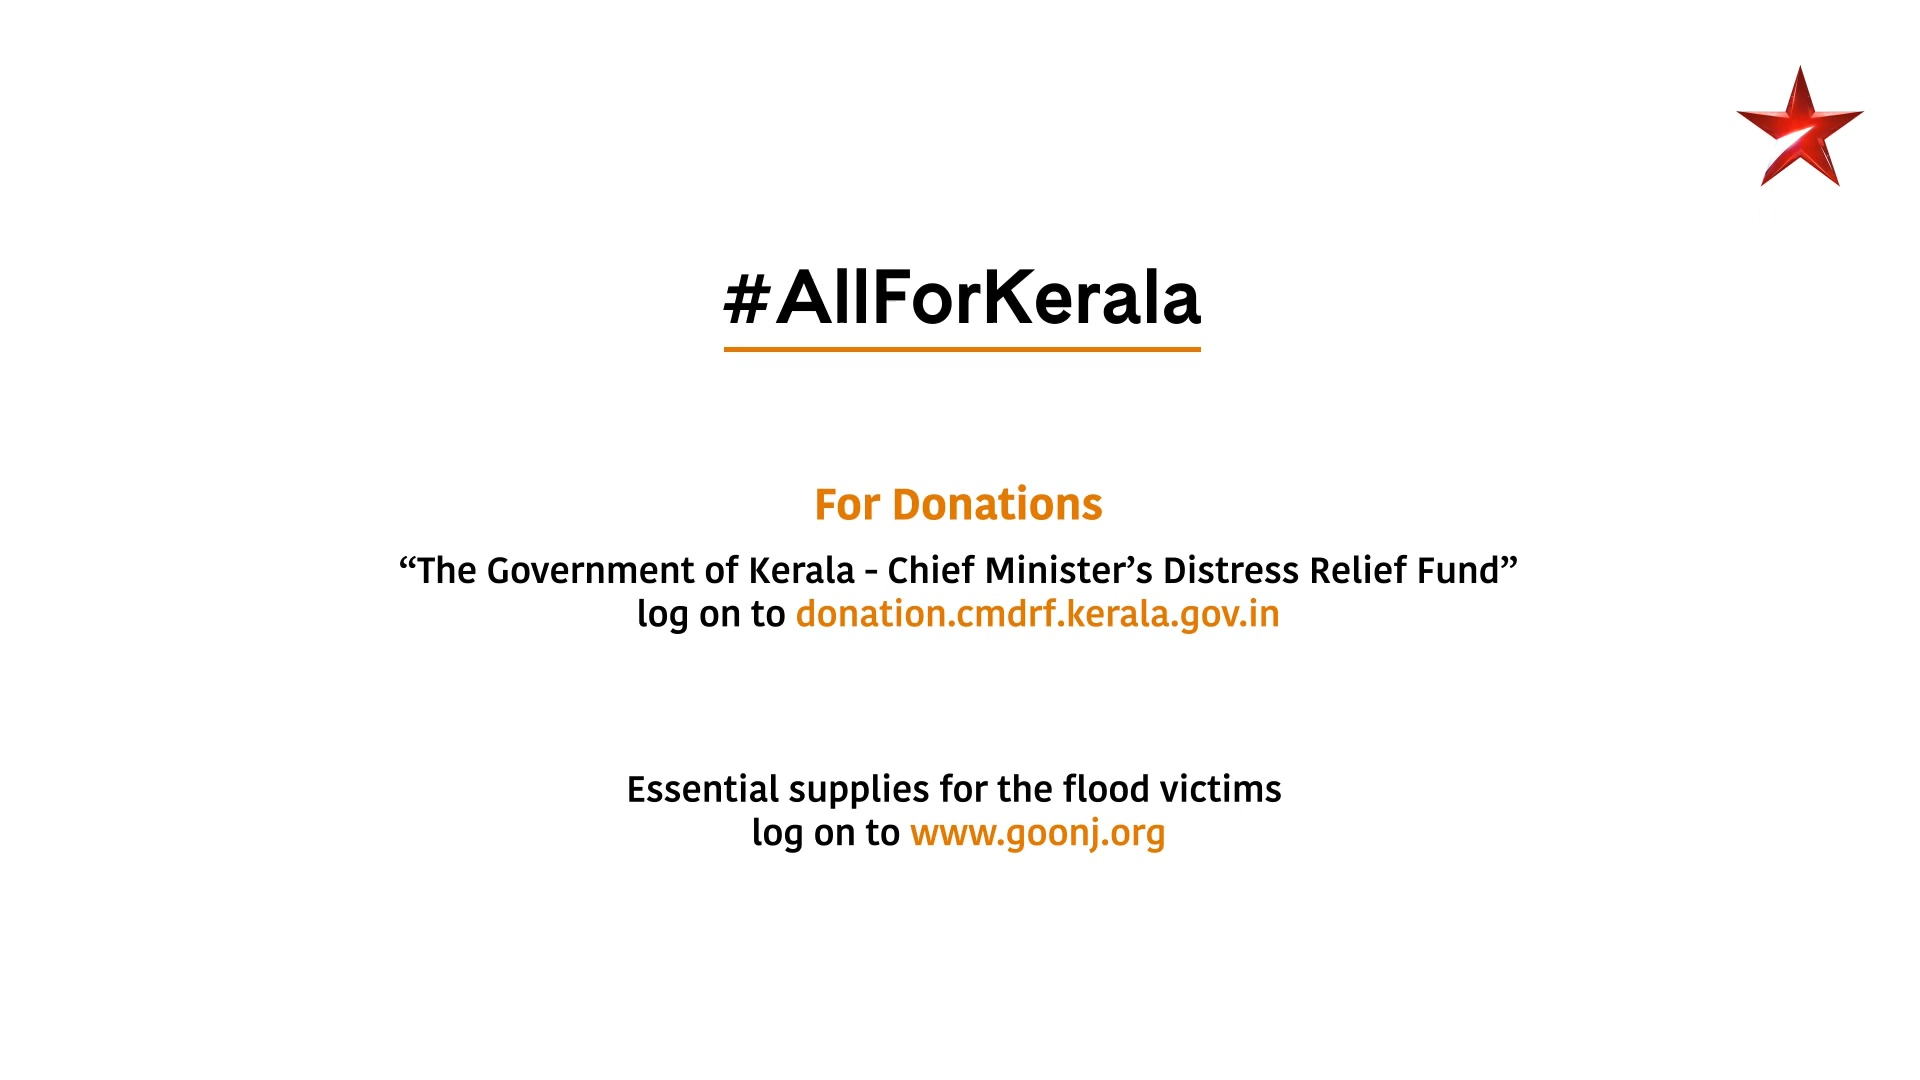 #AllForKerala
For Donations
“The Government of Kerala - Chief Minister’s Distress Relief Fund”
log on to donation.cmdrf.kerala.gov.in
Essential supplies for the flood victims
log on to www.goonj.org